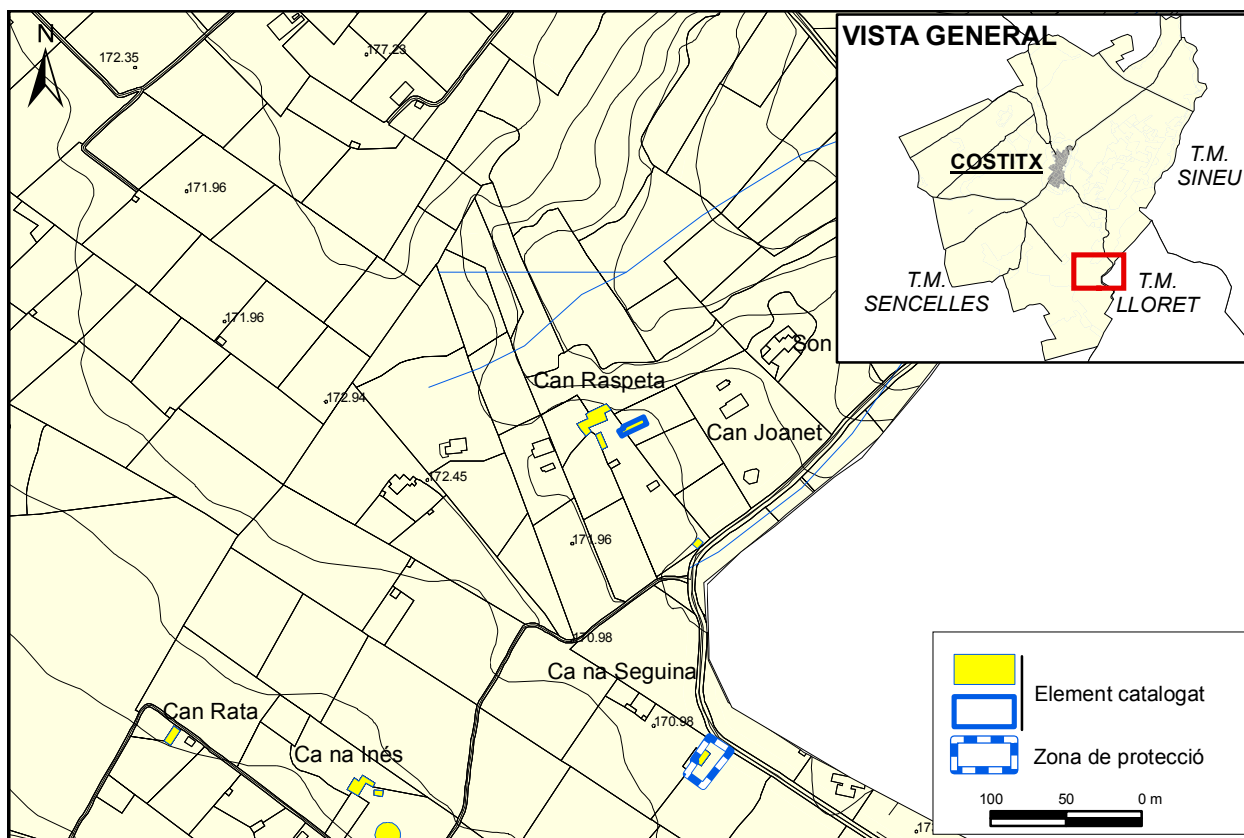 N
172.35
177.23
171.96
171.96
172.94
172.45
171.96
170.98
170.98
Can Raspeta
Can Joanet
Son
Ca na Seguina
Can Rata
Ca na Inés
VISTA GENERAL
COSTITX
T.M.
SINEU
T.M.
SENCELLES
T.M.
LLORET
Element catalogat
Zona de protecció
100 50 0 m